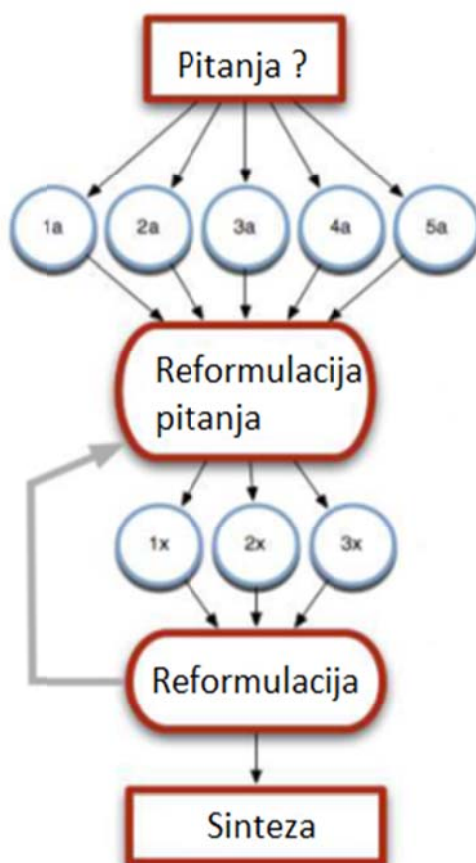 Pitanja ?
1a
2a
3a
4a
5a
Reformulacija
pitanja
1x
2x
3x
Reformulacija
Sinteza